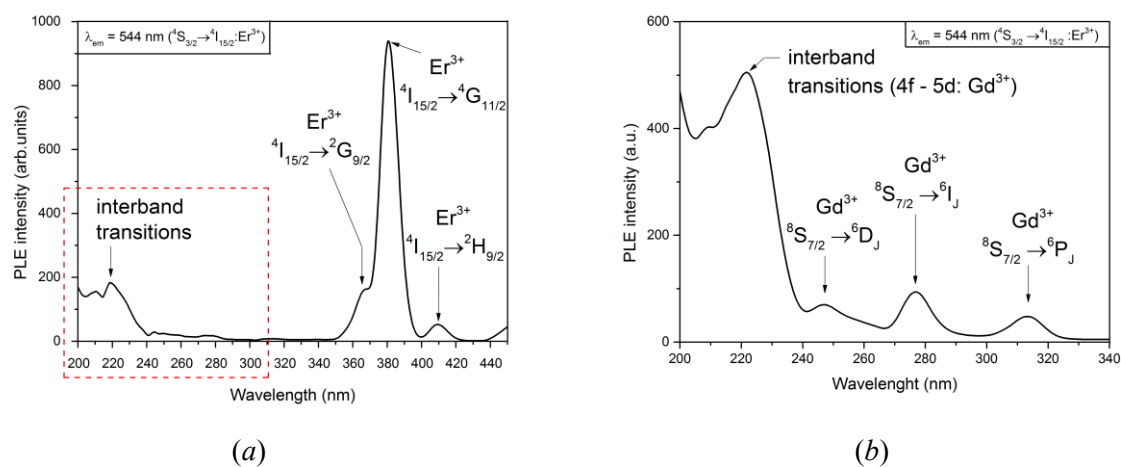 λem = 544 nm (⁴S3/2→⁴I15/2:Er³⁺)
1000
800
600
400
200
0
PLE intensity (arb.units)
Er³⁺
⁴I15/2→⁴G11/2
Er³⁺
⁴I15/2→²G9/2
interband
transitions
Er³⁺
⁴I15/2→²H9/2
200 220 240 260 280 300 320 340 360 380 400 420 440
Wavelength (nm)
(a)
λem = 544 nm (⁴S3/2→⁴I15/2:Er³⁺)
600
400
200
0
PLE intensity (a.u.)
interband
transitions (4f - 5d: Gd³⁺)
Gd³⁺
⁸S7/2→⁶DJ
Gd³⁺
⁸S7/2→⁶IJ
Gd³⁺
⁸S7/2→⁶PJ
200 220 240 260 280 300 320 340
Wavelenght (nm)
(b)